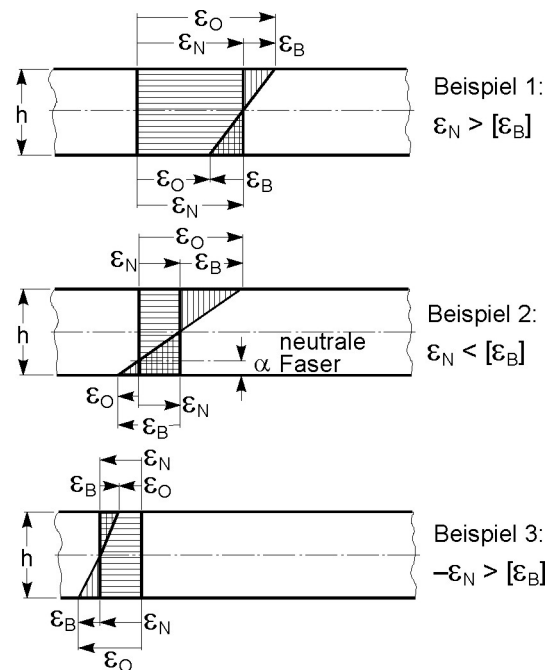 ε_O
ε_N ε_B
h
Beispiel 1:
ε_N > [ε_B]
ε_O ε_B
ε_N
ε_O
ε_N ε_B
h
neutrale
α Faser
Beispiel 2:
ε_N < [ε_B]
ε_O ε_N
ε_B
ε_N
ε_B ε_O
h
Beispiel 3:
–ε_N > [ε_B]
ε_B ε_N
ε_O